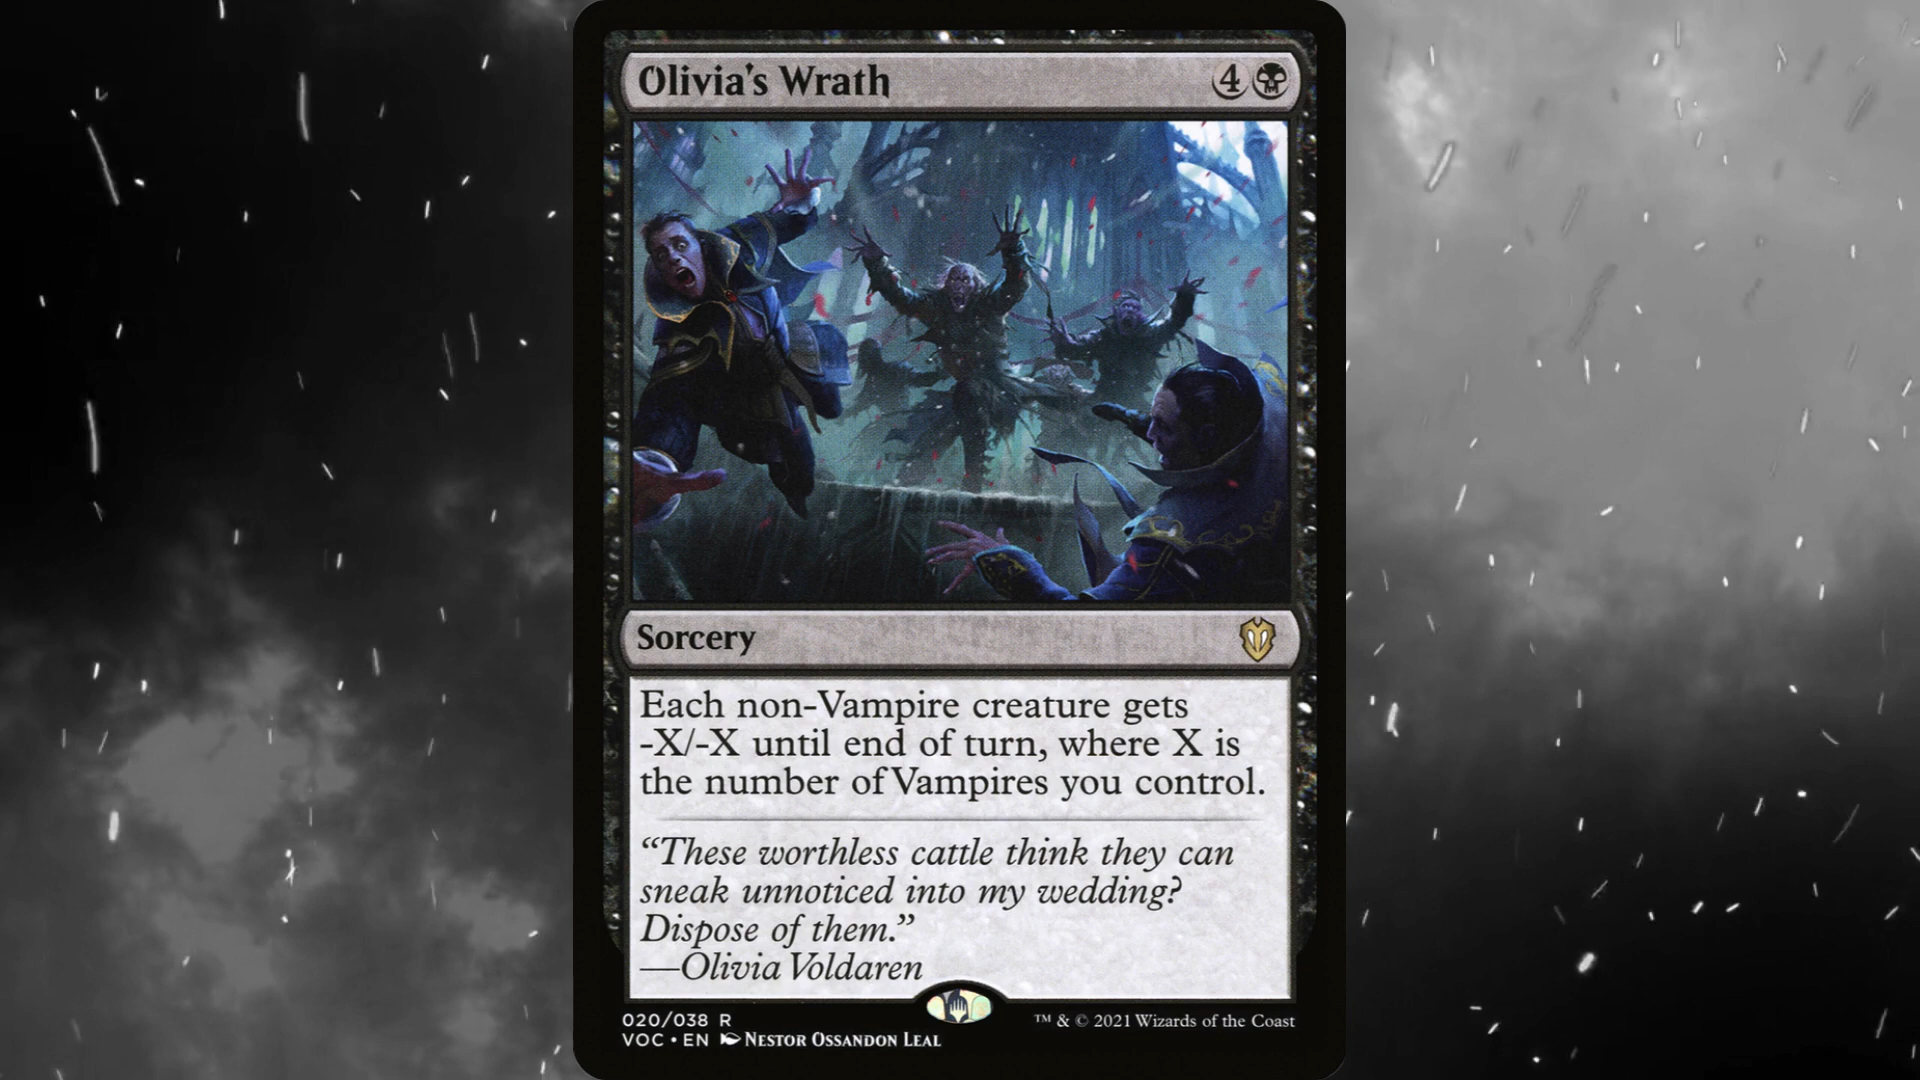 Olivia's Wrath 4
Sorcery
Each non-Vampire creature gets
-X/-X until end of turn, where X is
the number of Vampires you control.
“These worthless cattle think they can
sneak unnoticed into my wedding?
Dispose of them.”
—Olivia Voldaren
020/038 R
™ & © 2021 Wizards of the Coast
VOC • EN Nestor Ossandon Leal